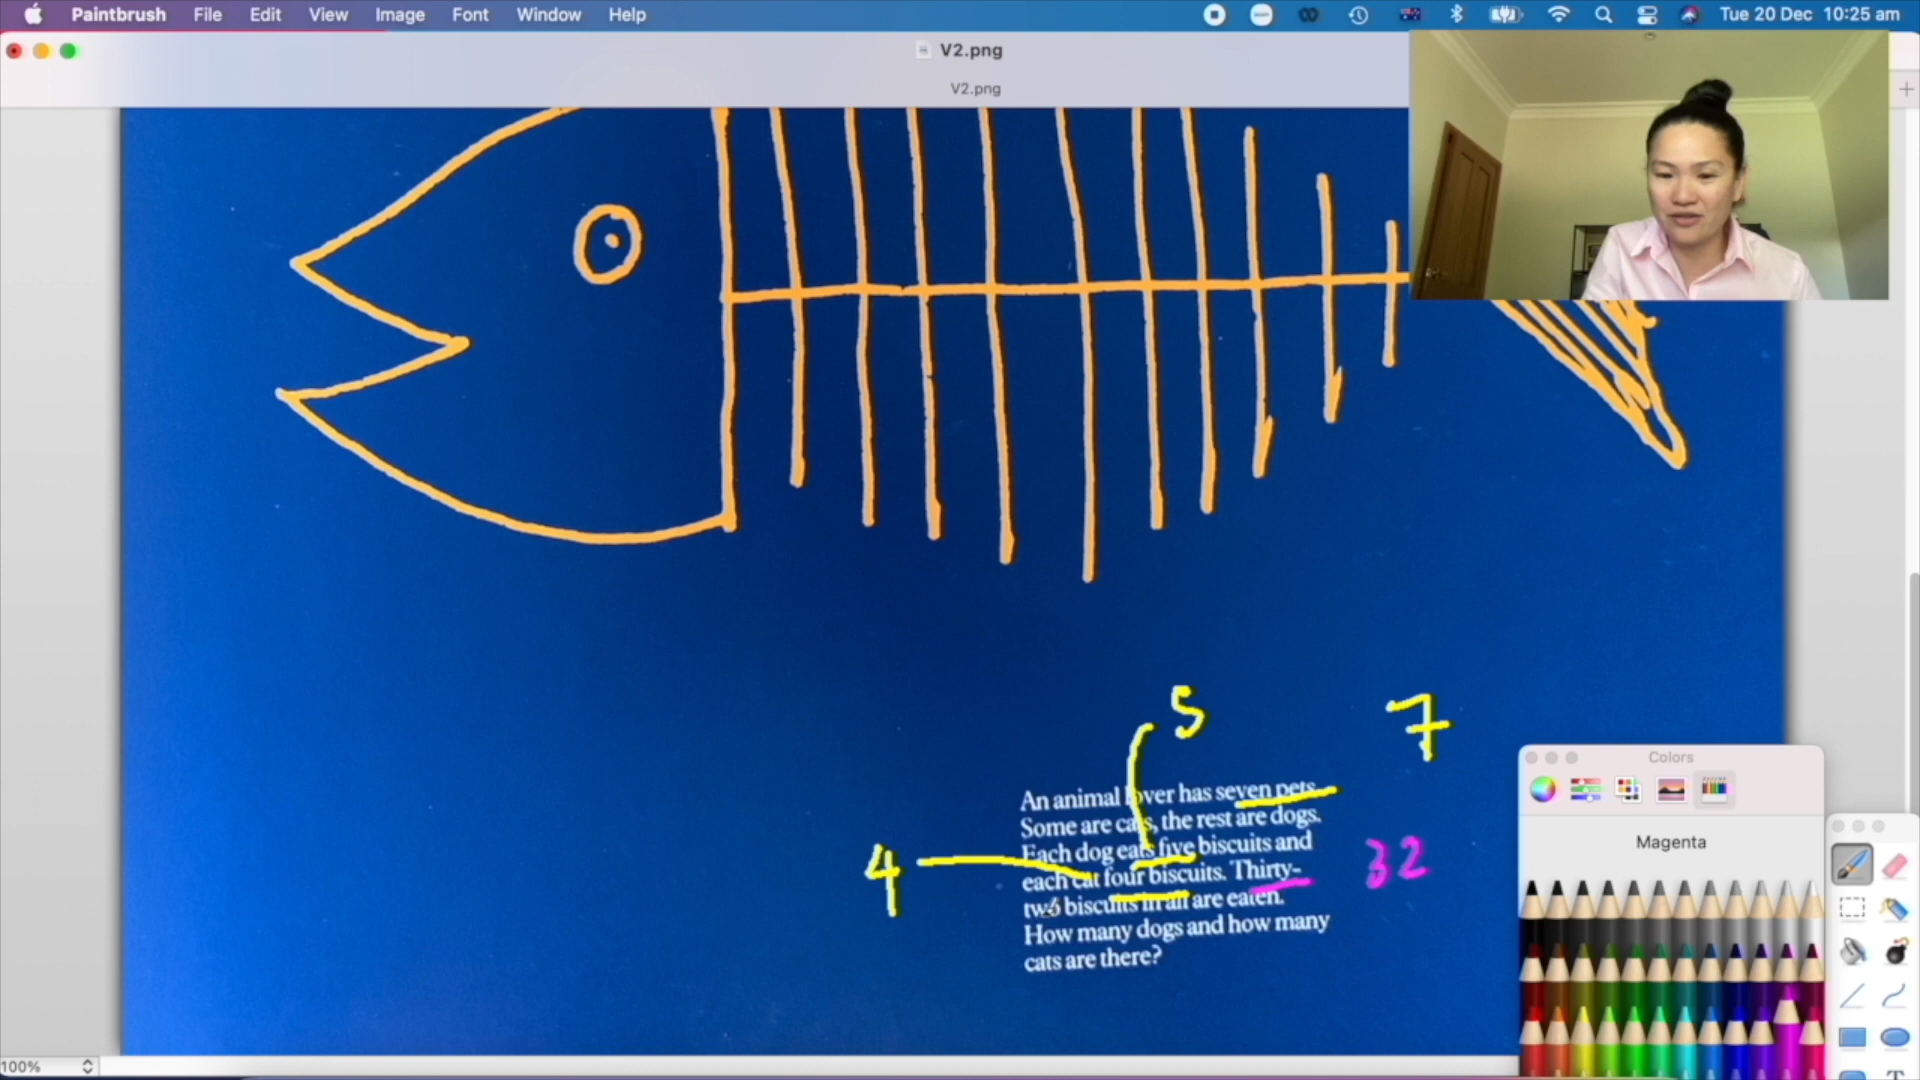 Paintbrush File Edit View Image Font Window Help
Tue 20 Dec 10:25 am
V2.png
V2.png
5
7
An animal lover has seven pets.
Some are cats, the rest are dogs.
Each dog eats five biscuits and
each cat four biscuits. Thirty-
two biscuits in all are eaten.
How many dogs and how many
cats are there?
4
32
Colors
Magenta
100%